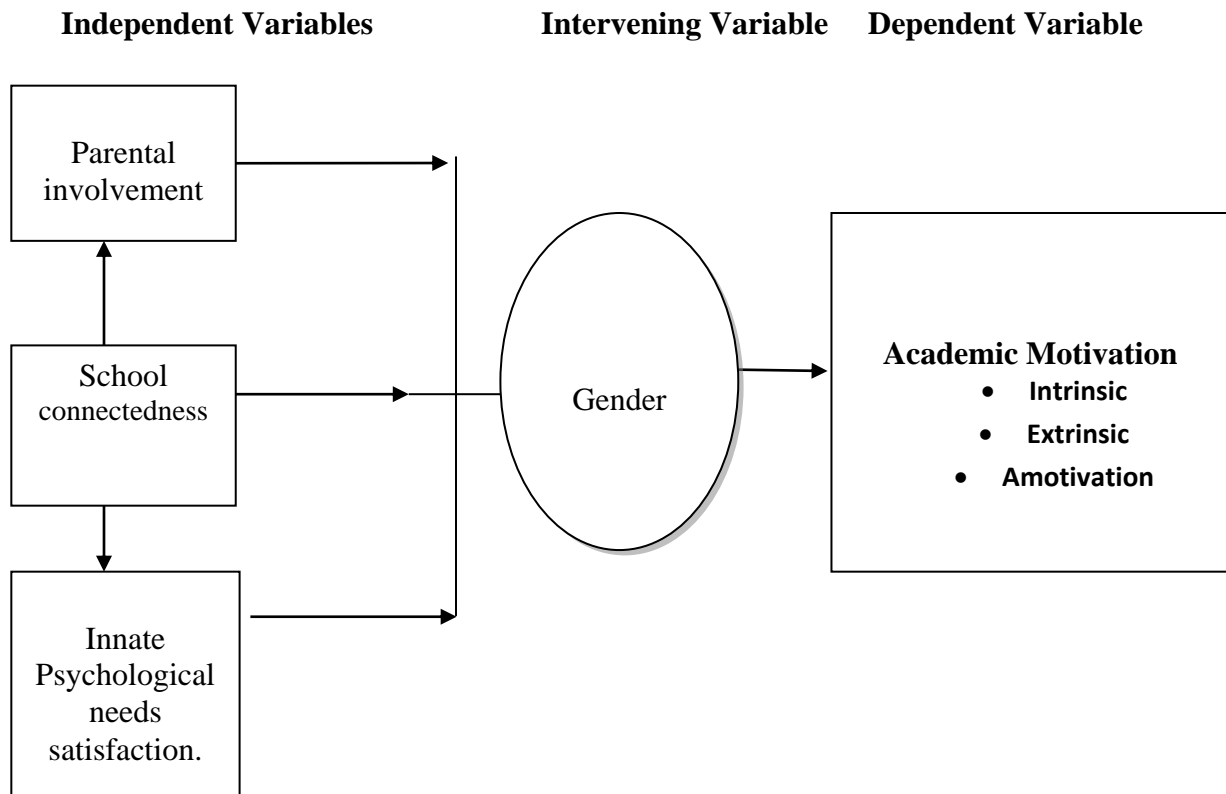 Independent Variables Intervening Variable Dependent Variable
Parental
involvement
School
connectedness
Innate
Psychological
needs
satisfaction.
Gender
Academic Motivation
• Intrinsic
• Extrinsic
• Amotivation